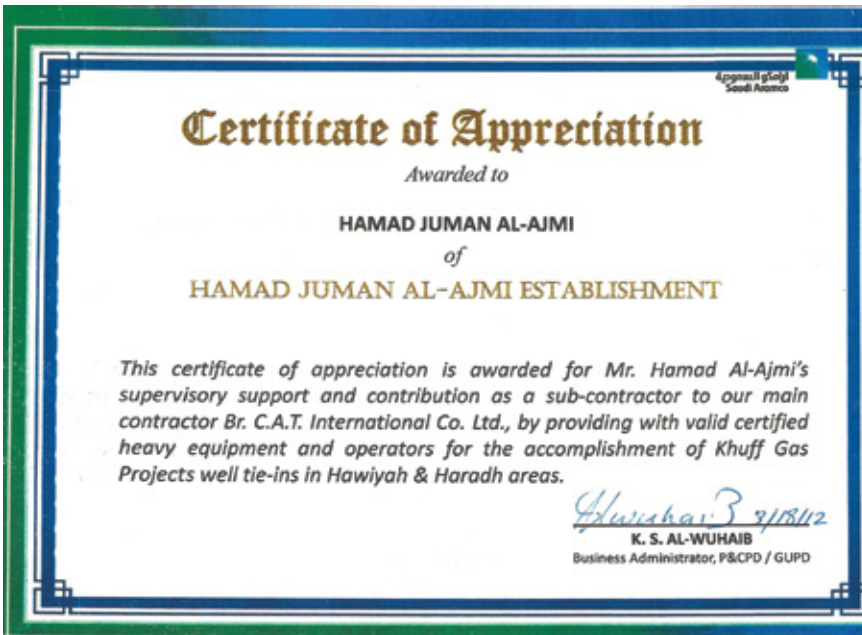 أرامكو السعودية
Saudi Aramco
Certificate of Appreciation
Awarded to
HAMAD JUMAN AL-AJMI
of
HAMAD JUMAN AL-AJMI ESTABLISHMENT
This certificate of appreciation is awarded for Mr. Hamad Al-Ajmi's
supervisory support and contribution as a sub-contractor to our main
contractor Br. C.A.T. International Co. Ltd., by providing with valid certified
heavy equipment and operators for the accomplishment of Khuff Gas
Projects well tie-ins in Hawiyah & Haradh areas.
3/18/12
K. S. AL-WUHAIB
Business Administrator, P&CPD / GUPD